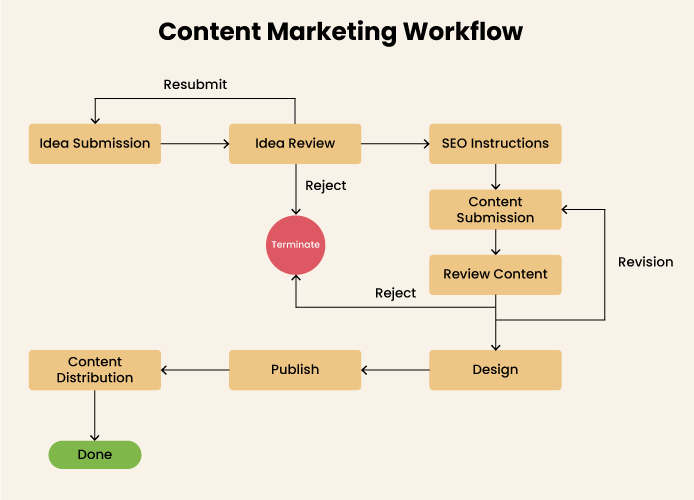 Content Marketing Workflow
Resubmit
Idea Submission
Idea Review
SEO Instructions
Reject
Content
Submission
Terminate
Review Content
Revision
Reject
Content
Distribution
Publish
Design
Done